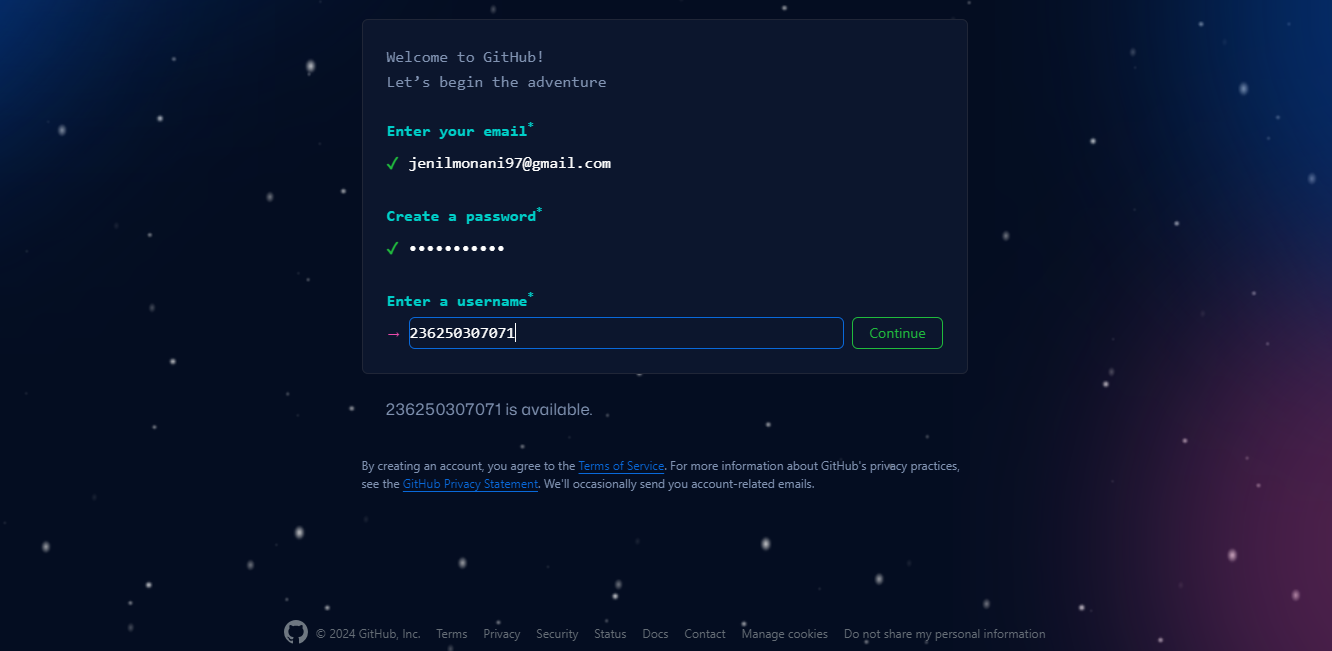 Welcome to GitHub!
Let’s begin the adventure
Enter your email*
✓ jenilmonani97@gmail.com
Create a password*
✓ •••••••••••
Enter a username*
→ 236250307071 Continue
236250307071 is available.
By creating an account, you agree to the Terms of Service. For more information about GitHub's privacy practices,
see the GitHub Privacy Statement. We'll occasionally send you account-related emails.
© 2024 GitHub, Inc. Terms Privacy Security Status Docs Contact Manage cookies Do not share my personal information